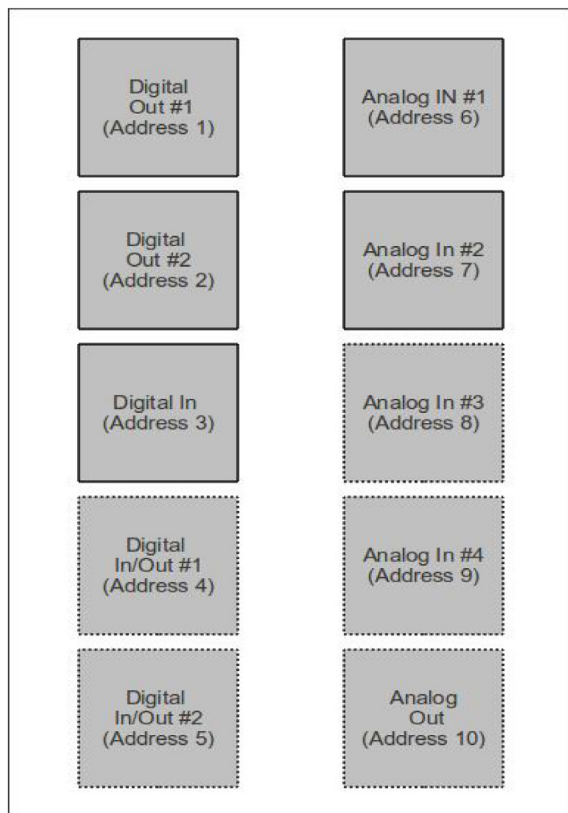 Digital
Out #1
(Address 1)
Digital
Out #2
(Address 2)
Digital In
(Address 3)
Digital
In/Out #1
(Address 4)
Digital
In/Out #2
(Address 5)
Analog IN #1
(Address 6)
Analog In #2
(Address 7)
Analog In #3
(Address 8)
Analog In #4
(Address 9)
Analog
Out
(Address 10)